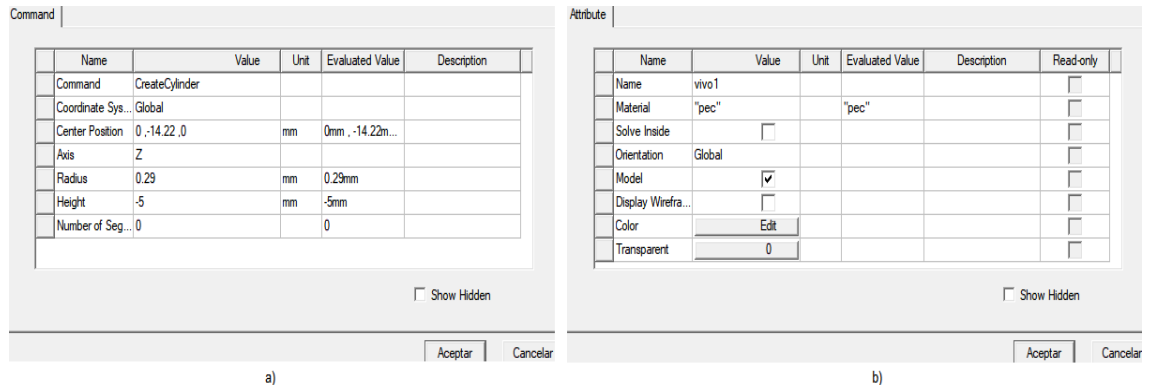 Command
Name Value Unit Evaluated Value Description
Command CreateCylinder
Coordinate Sys... Global
Center Position 0 ,-14.22 ,0 mm 0mm , -14.22m...
Axis Z
Radius 0.29 mm 0.29mm
Height -5 mm -5mm
Number of Seg... 0 0
Show Hidden
Aceptar Cancelar
a)
Attribute
Name Value Unit Evaluated Value Description Read-only
Name vivo1
Material "pec" "pec"
Solve Inside
Orientation Global
Model
Display Wirefra...
Color Edit
Transparent 0
Show Hidden
Aceptar Cancelar
b)